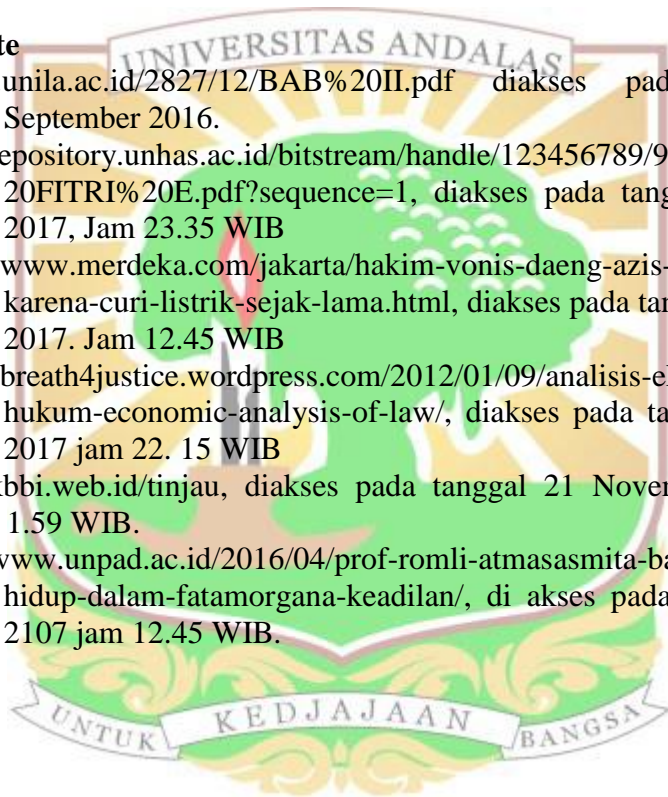 te
UNIVERSITAS ANDALAS
unila.ac.id/2827/12/BAB%20II.pdf diakses pad
September 2016.
epository.unhas.ac.id/bitstream/handle/123456789/9
20FITRI%20E.pdf?sequence=1, diakses pada tang
2017, Jam 23.35 WIB
www.merdeka.com/jakarta/hakim-vonis-daeng-azis-
karena-curi-listrik-sejak-lama.html, diakses pada tan
2017. Jam 12.45 WIB
breath4justice.wordpress.com/2012/01/09/analisis-e
hukum-economic-analysis-of-law/, diakses pada ta
2017 jam 22. 15 WIB
kbbi.web.id/tinjau, diakses pada tanggal 21 Nove
1.59 WIB.
www.unpad.ac.id/2016/04/prof-romli-atmasasmita-ba
hidup-dalam-fatamorgana-keadilan/, di akses pada
2107 jam 12.45 WIB.
UNTUK KEDJAJAAN BANGSA